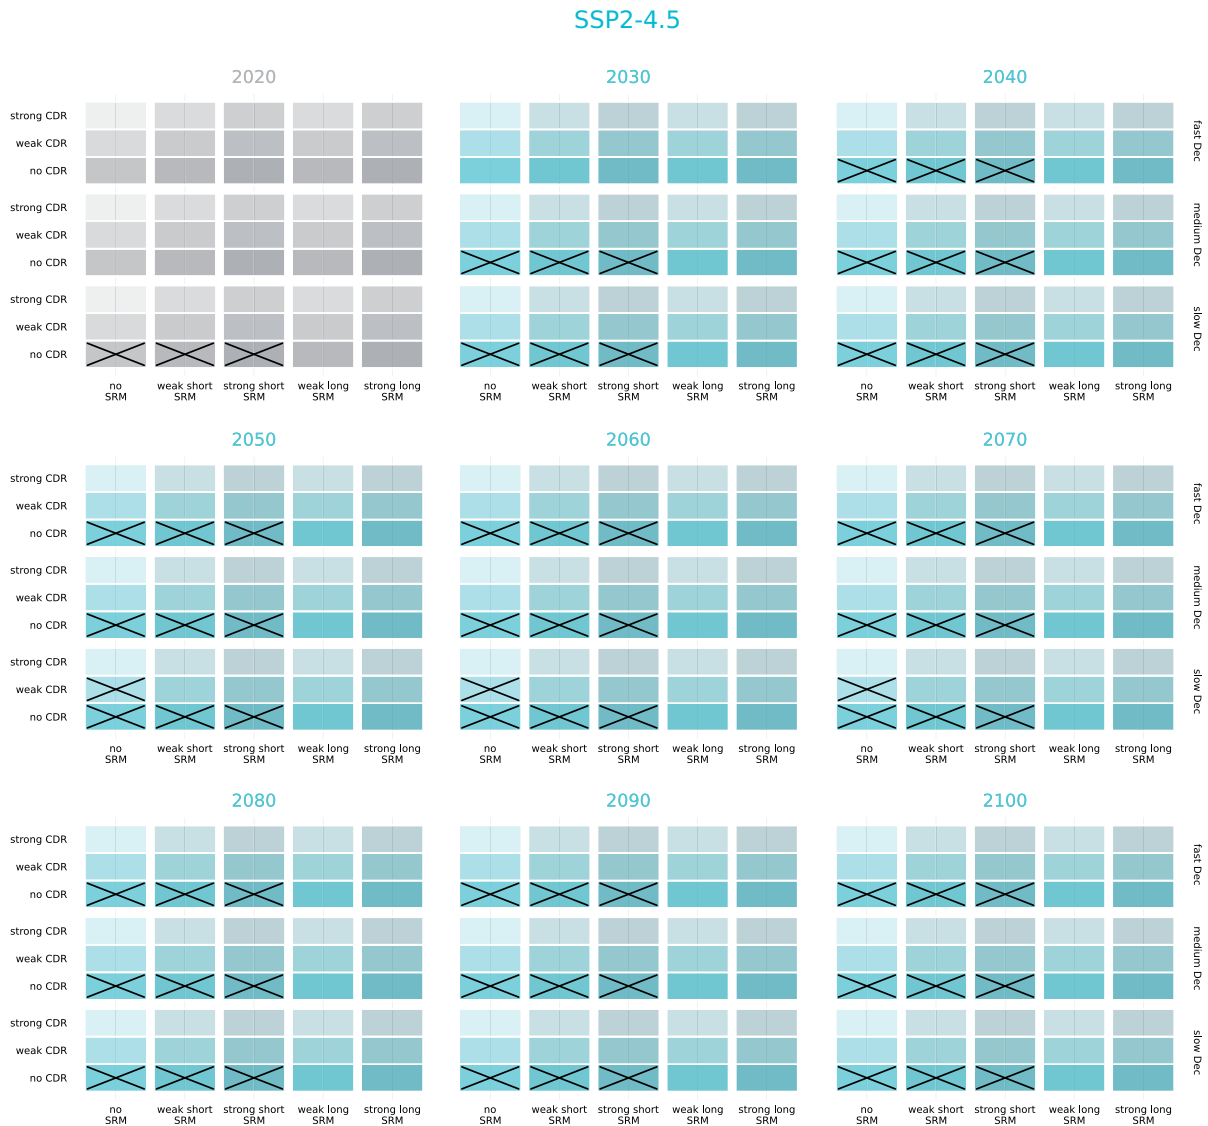 SSP2-4.5
2020 2030 2040
strong CDR
weak CDR
no CDR
fast Dec
strong CDR
weak CDR
no CDR
medium Dec
strong CDR
weak CDR
no CDR
slow Dec
no weak short strong short weak long strong long no weak short strong short weak long strong long no weak short strong short weak long strong long
SRM SRM SRM SRM SRM SRM SRM SRM SRM SRM SRM SRM SRM SRM SRM
2050 2060 2070
strong CDR
weak CDR
no CDR
fast Dec
strong CDR
weak CDR
no CDR
medium Dec
strong CDR
weak CDR
no CDR
slow Dec
no weak short strong short weak long strong long no weak short strong short weak long strong long no weak short strong short weak long strong long
SRM SRM SRM SRM SRM SRM SRM SRM SRM SRM SRM SRM SRM SRM SRM
2080 2090 2100
strong CDR
weak CDR
no CDR
fast Dec
strong CDR
weak CDR
no CDR
medium Dec
strong CDR
weak CDR
no CDR
slow Dec
no weak short strong short weak long strong long no weak short strong short weak long strong long no weak short strong short weak long strong long
SRM SRM SRM SRM SRM SRM SRM SRM SRM SRM SRM SRM SRM SRM SRM